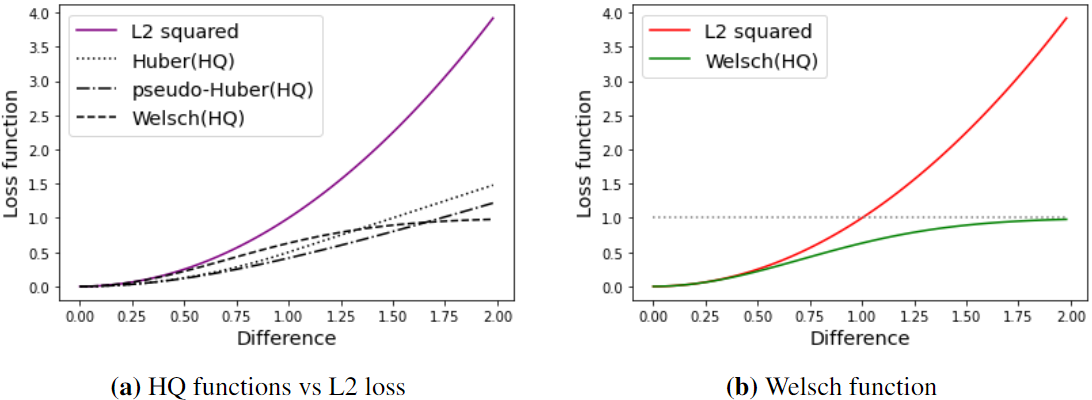 L2 squared
Huber(HQ)
pseudo-Huber(HQ)
Welsch(HQ)
Loss function
4.0
3.5
3.0
2.5
2.0
1.5
1.0
0.5
0.0
0.00 0.25 0.50 0.75 1.00 1.25 1.50 1.75 2.00
Difference
(a) HQ functions vs L2 loss
L2 squared
Welsch(HQ)
Loss function
4.0
3.5
3.0
2.5
2.0
1.5
1.0
0.5
0.0
0.00 0.25 0.50 0.75 1.00 1.25 1.50 1.75 2.00
Difference
(b) Welsch function